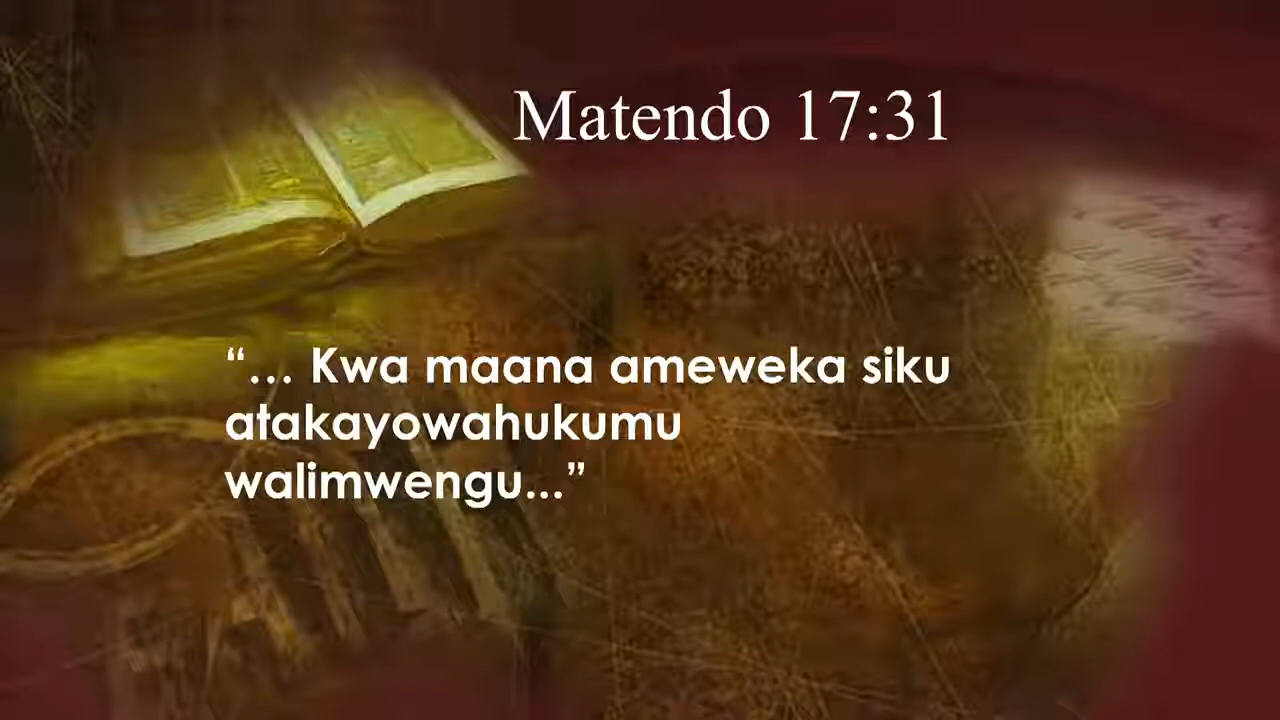 Matendo 17:31
“... Kwa maana ameweka siku
atakayowahukumu
walimwengu...”